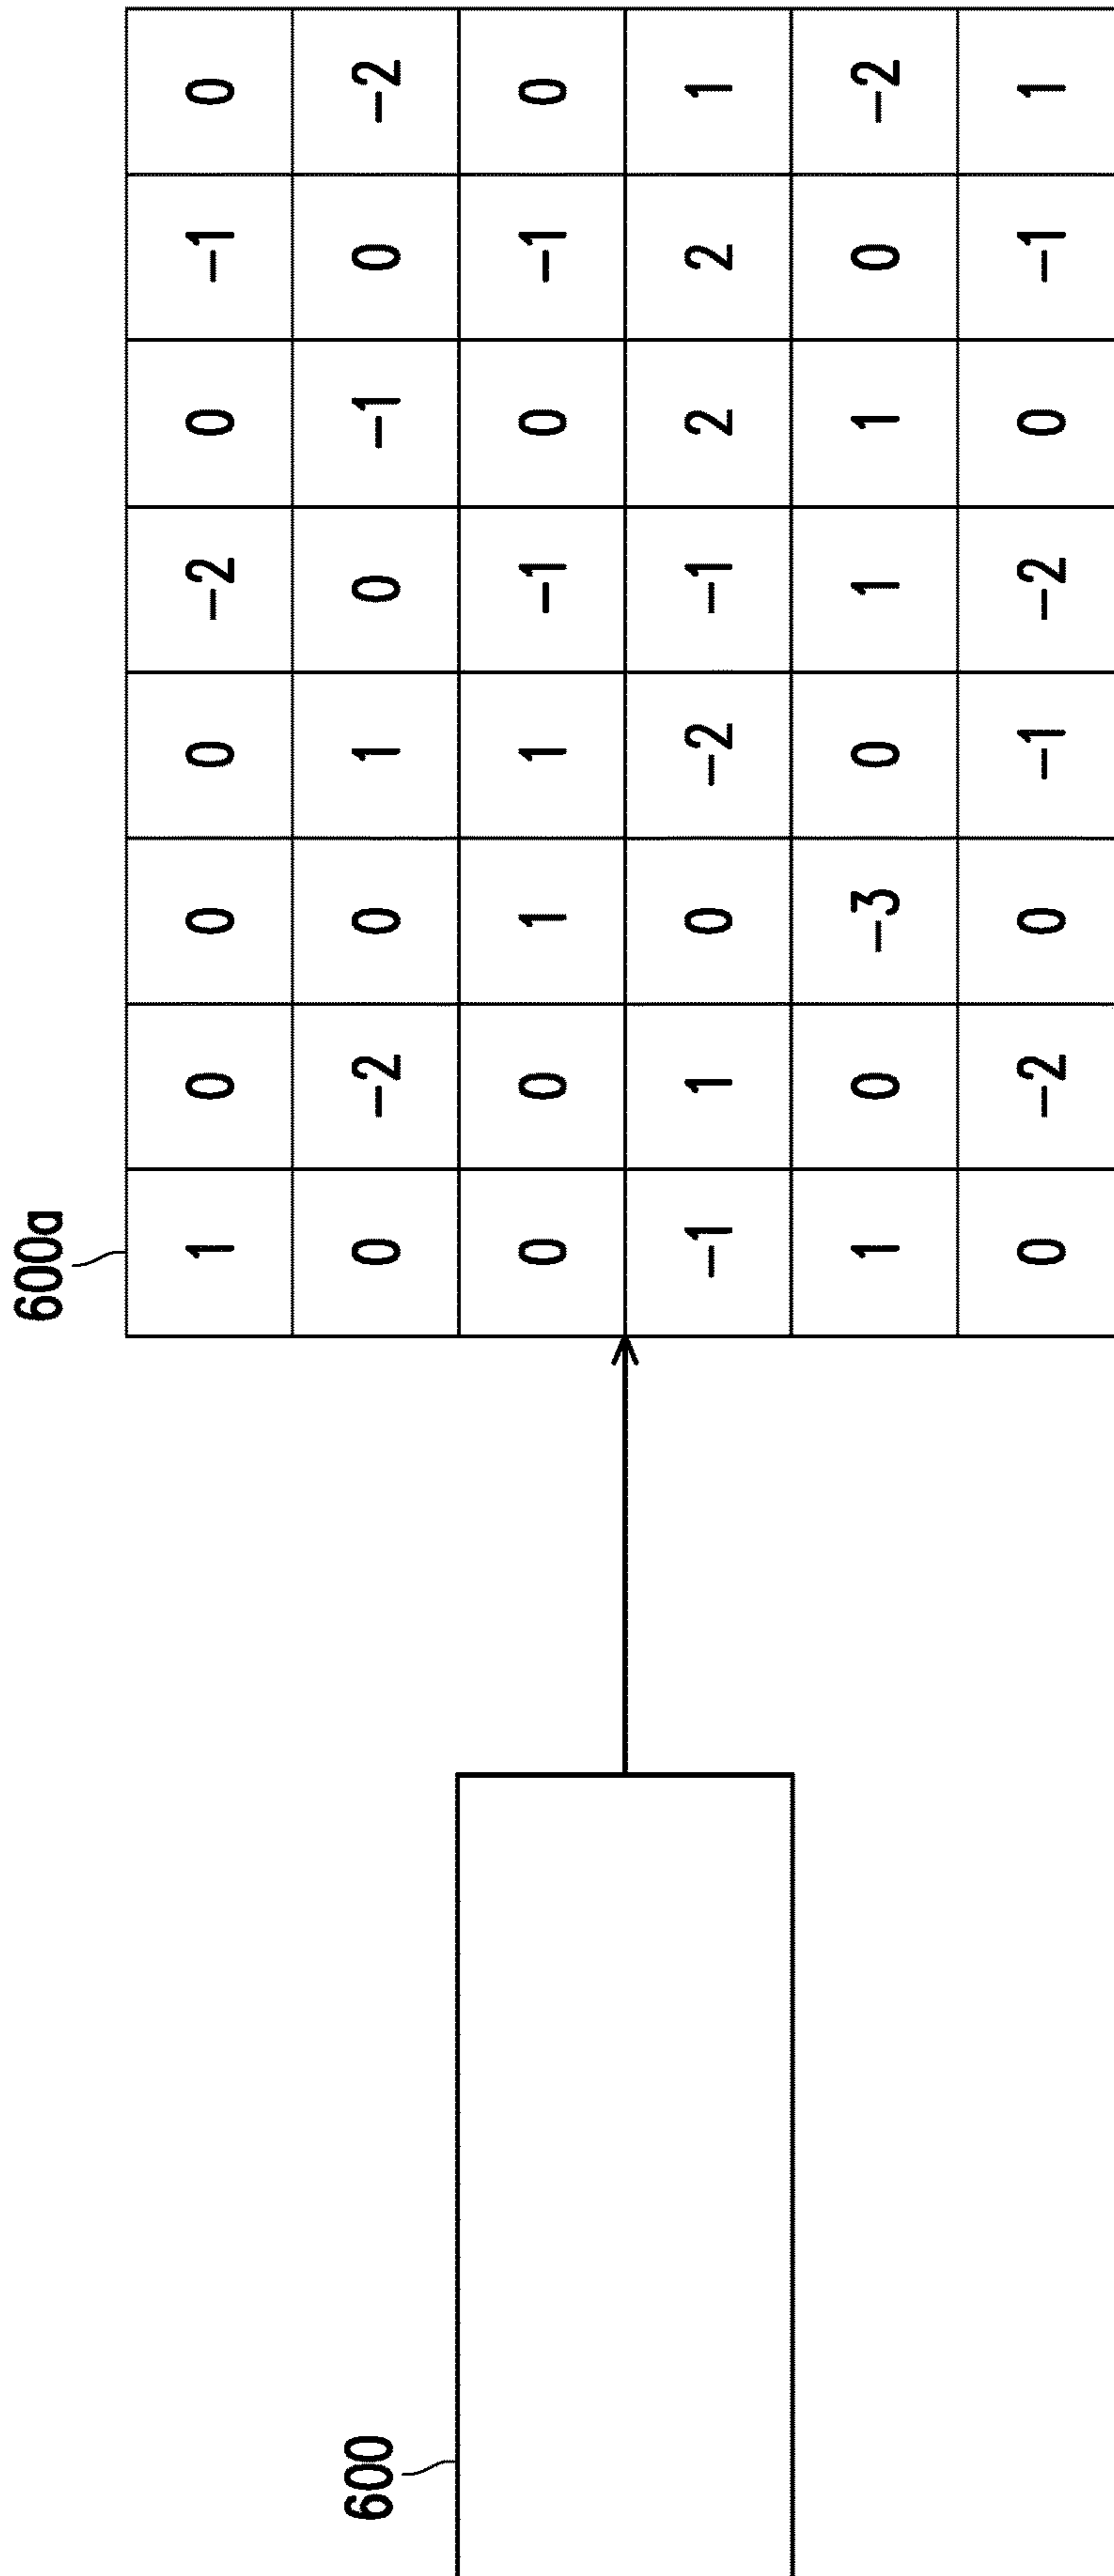 600a
1 0 0 0 -2 0 -1 0
600
0 -2 0 1 0 -1 0 -2
0 0 1 1 -1 0 -1 0
-1 1 0 -2 -1 2 2 1
1 0 -3 0 1 1 0 -2
0 -2 0 -1 -2 0 -1 1